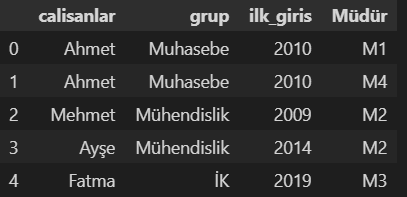 calisanlar grup ilk_giris Müdür
0 Ahmet Muhasebe 2010 M1
1 Ahmet Muhasebe 2010 M4
2 Mehmet Mühendislik 2009 M2
3 Ayşe Mühendislik 2014 M2
4 Fatma İK 2019 M3